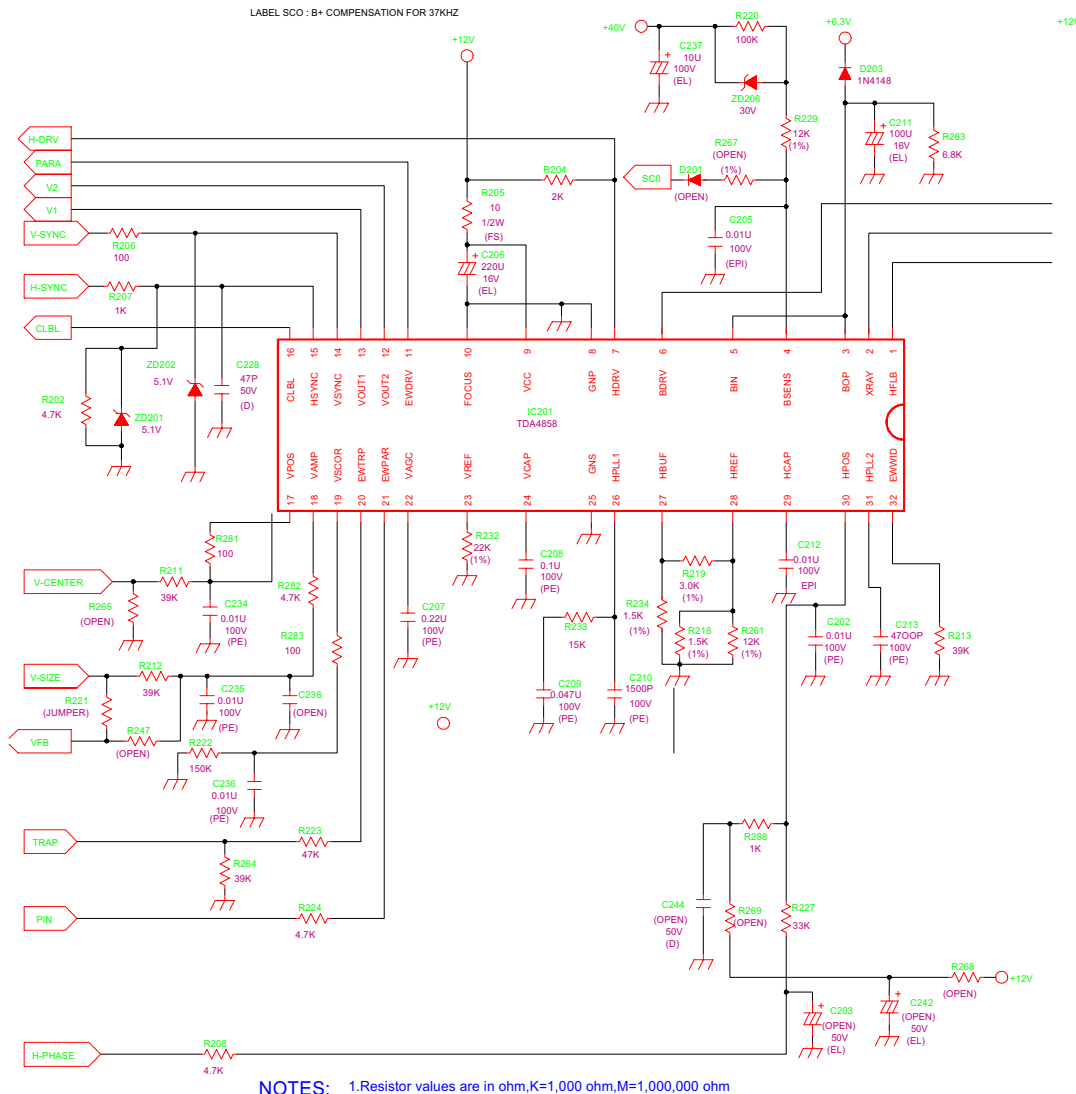 LABEL SCO : B+ COMPENSATION FOR 37KHZ
+12V
+40V
C237
10U
100V
(EL)
R220
100K
ZD206
30V
+6.3V
D203
1N4148
+12V
R229
12K
(1%)
C211
100U
16V
(EL)
R263
6.8K
H-DRV
PARA
V2
V1
V-SYNC
R206
100
H-SYNC
R207
1K
CLBL
R204
2K
R205
10
1/2W
(FS)
C206
220U
16V
(EL)
SC0
D201
(OPEN)
R267
(OPEN)
(1%)
C205
0.01U
100V
(EPI)
R202
4.7K
ZD201
5.1V
ZD202
5.1V
C228
47P
50V
(D)
16
15
14
13
12
11
10
9
8
7
6
5
4
3
2
1
CLBL
HSYNC
VSYNC
VOUT1
VOUT2
EWDRV
FOCUS
VCC
GNP
HDRV
BDRV
BIN
BSENS
BOP
XRAY
HFLB
IC201
TDA4858
VPOS
VAMP
VSCOR
EWTRP
EWPAR
VAGC
VREF
VCAP
GNS
HPLL1
HBUF
HREF
HCAP
HPOS
HPLL2
EWWID
17
18
19
20
21
22
23
24
25
26
27
28
29
30
31
32
R281
100
V-CENTER
R211
39K
R265
(OPEN)
C234
0.01U
100V
(PE)
R282
4.7K
R283
100
C207
0.22U
100V
(PE)
R232
22K
(1%)
C208
0.1U
100V
(PE)
R233
15K
C209
0.047U
100V
(PE)
C210
1500P
100V
(PE)
R219
3.0K
(1%)
R234
1.5K
(1%)
R218
1.5K
(1%)
R261
12K
(1%)
C212
0.01U
100V
EPI
C202
0.01U
100V
(PE)
C213
47OOP
100V
(PE)
R213
39K
V-SIZE
R212
39K
R221
(JUMPER)
C235
0.01U
100V
(PE)
C238
(OPEN)
VFB
R247
(OPEN)
R222
150K
C236
0.01U
100V
(PE)
+12V
TRAP
R223
47K
R264
39K
PIN
R224
4.7K
R288
1K
C244
(OPEN)
50V
(D)
R269
(OPEN)
R227
33K
R268
(OPEN)
+12V
C203
(OPEN)
50V
(EL)
C242
(OPEN)
50V
(EL)
H-PHASE
R208
4.7K
NOTES: 1.Resistor values are in ohm,K=1,000 ohm,M=1,000,000 ohm